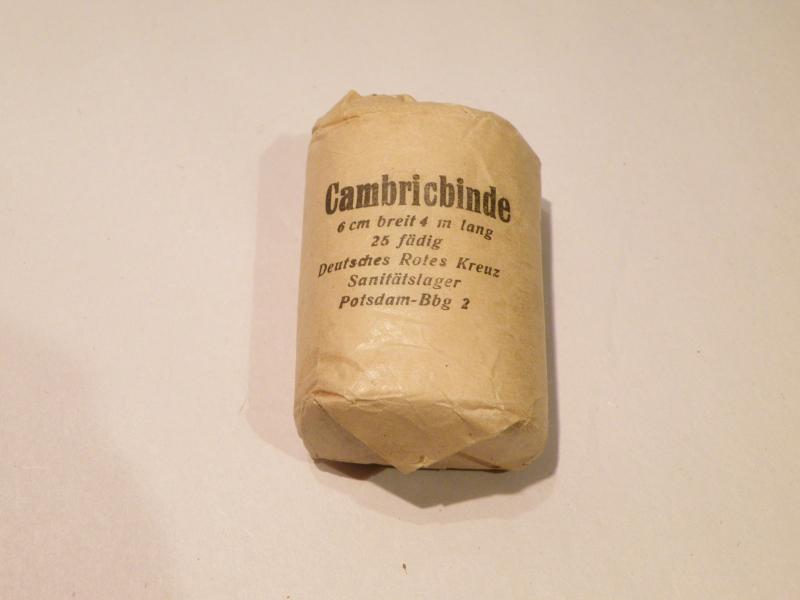 Cambricbinde
6 cm breit 4 m lang
25 fädig
Deutsches Rotes Kreuz
Sanitätslager
Potsdam-Bbg 2